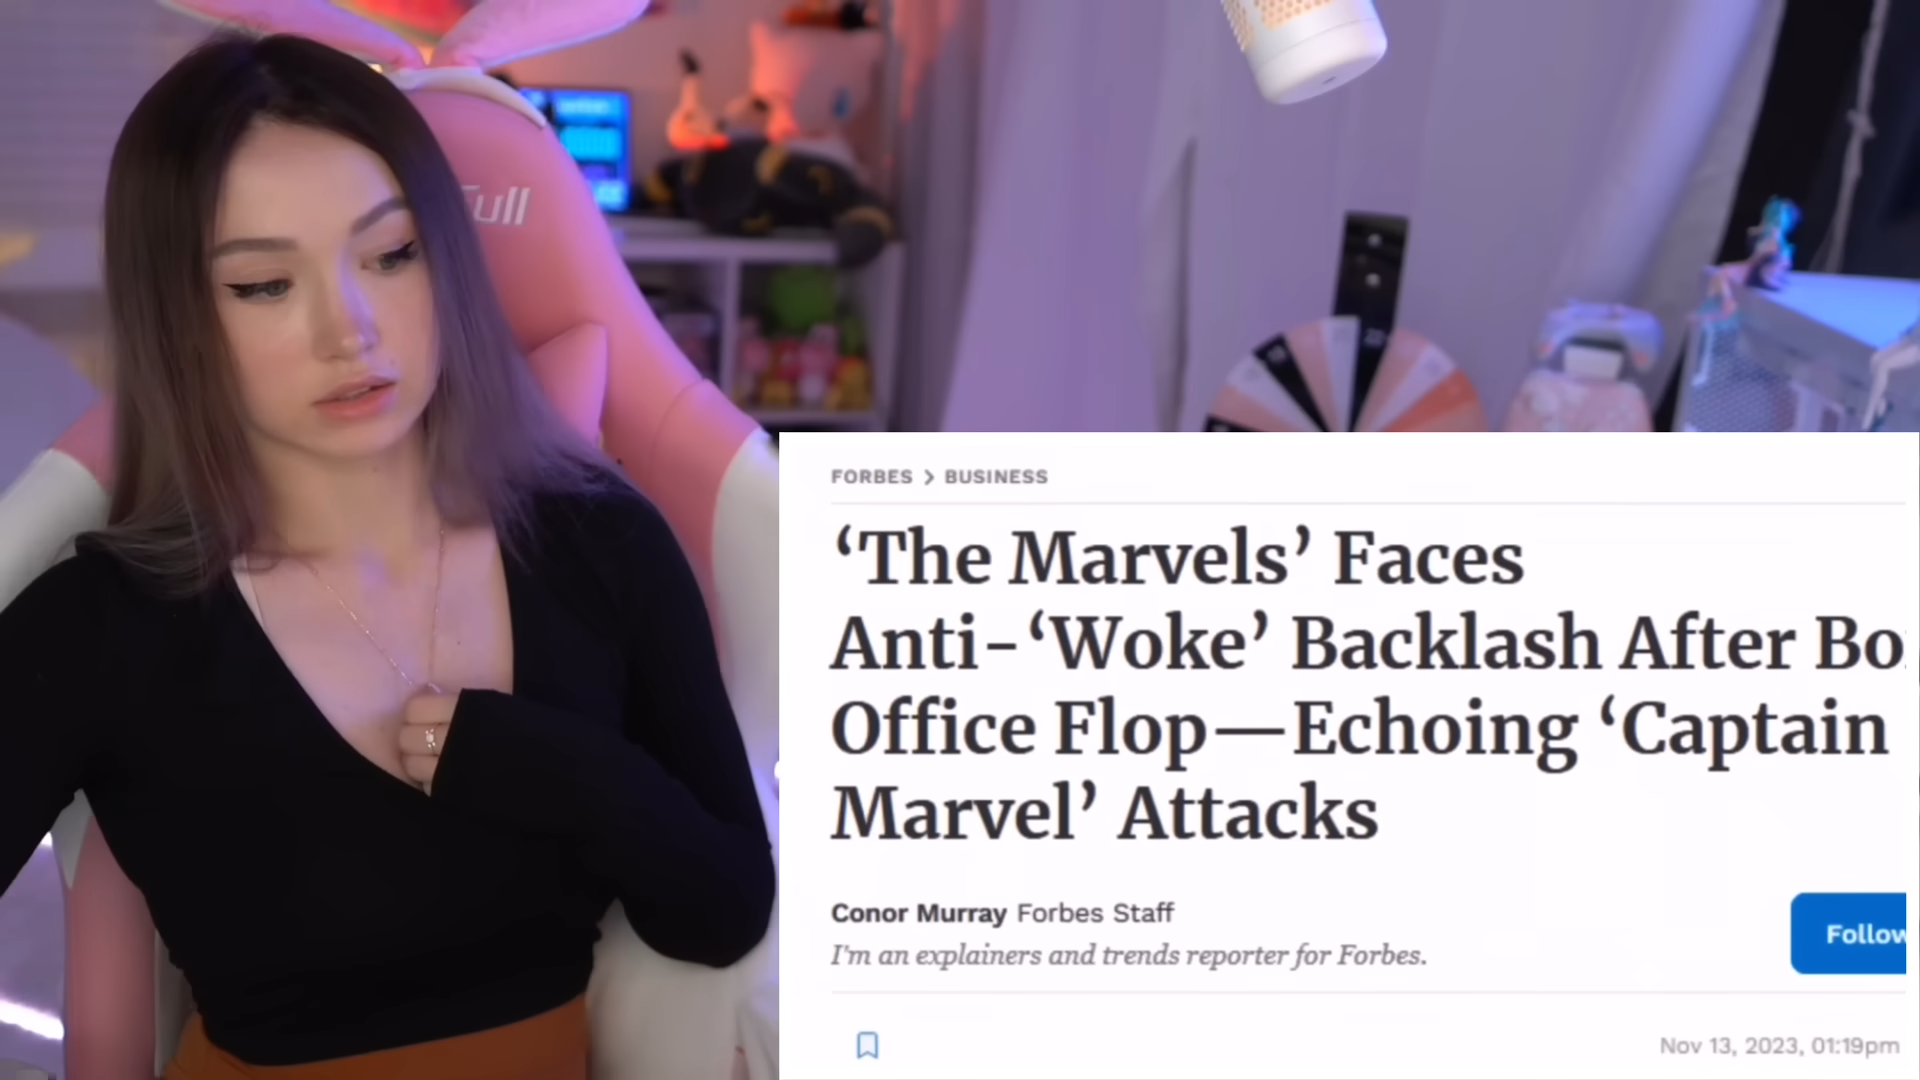 Full
FORBES > BUSINESS
‘The Marvels’ Faces
Anti-‘Woke’ Backlash After
Office Flop—Echoing ‘Captain
Marvel’ Attacks
Conor Murray Forbes Staff
I'm an explainers and trends reporter for Forbes.
Follow
Nov 13, 2023, 01:19pm